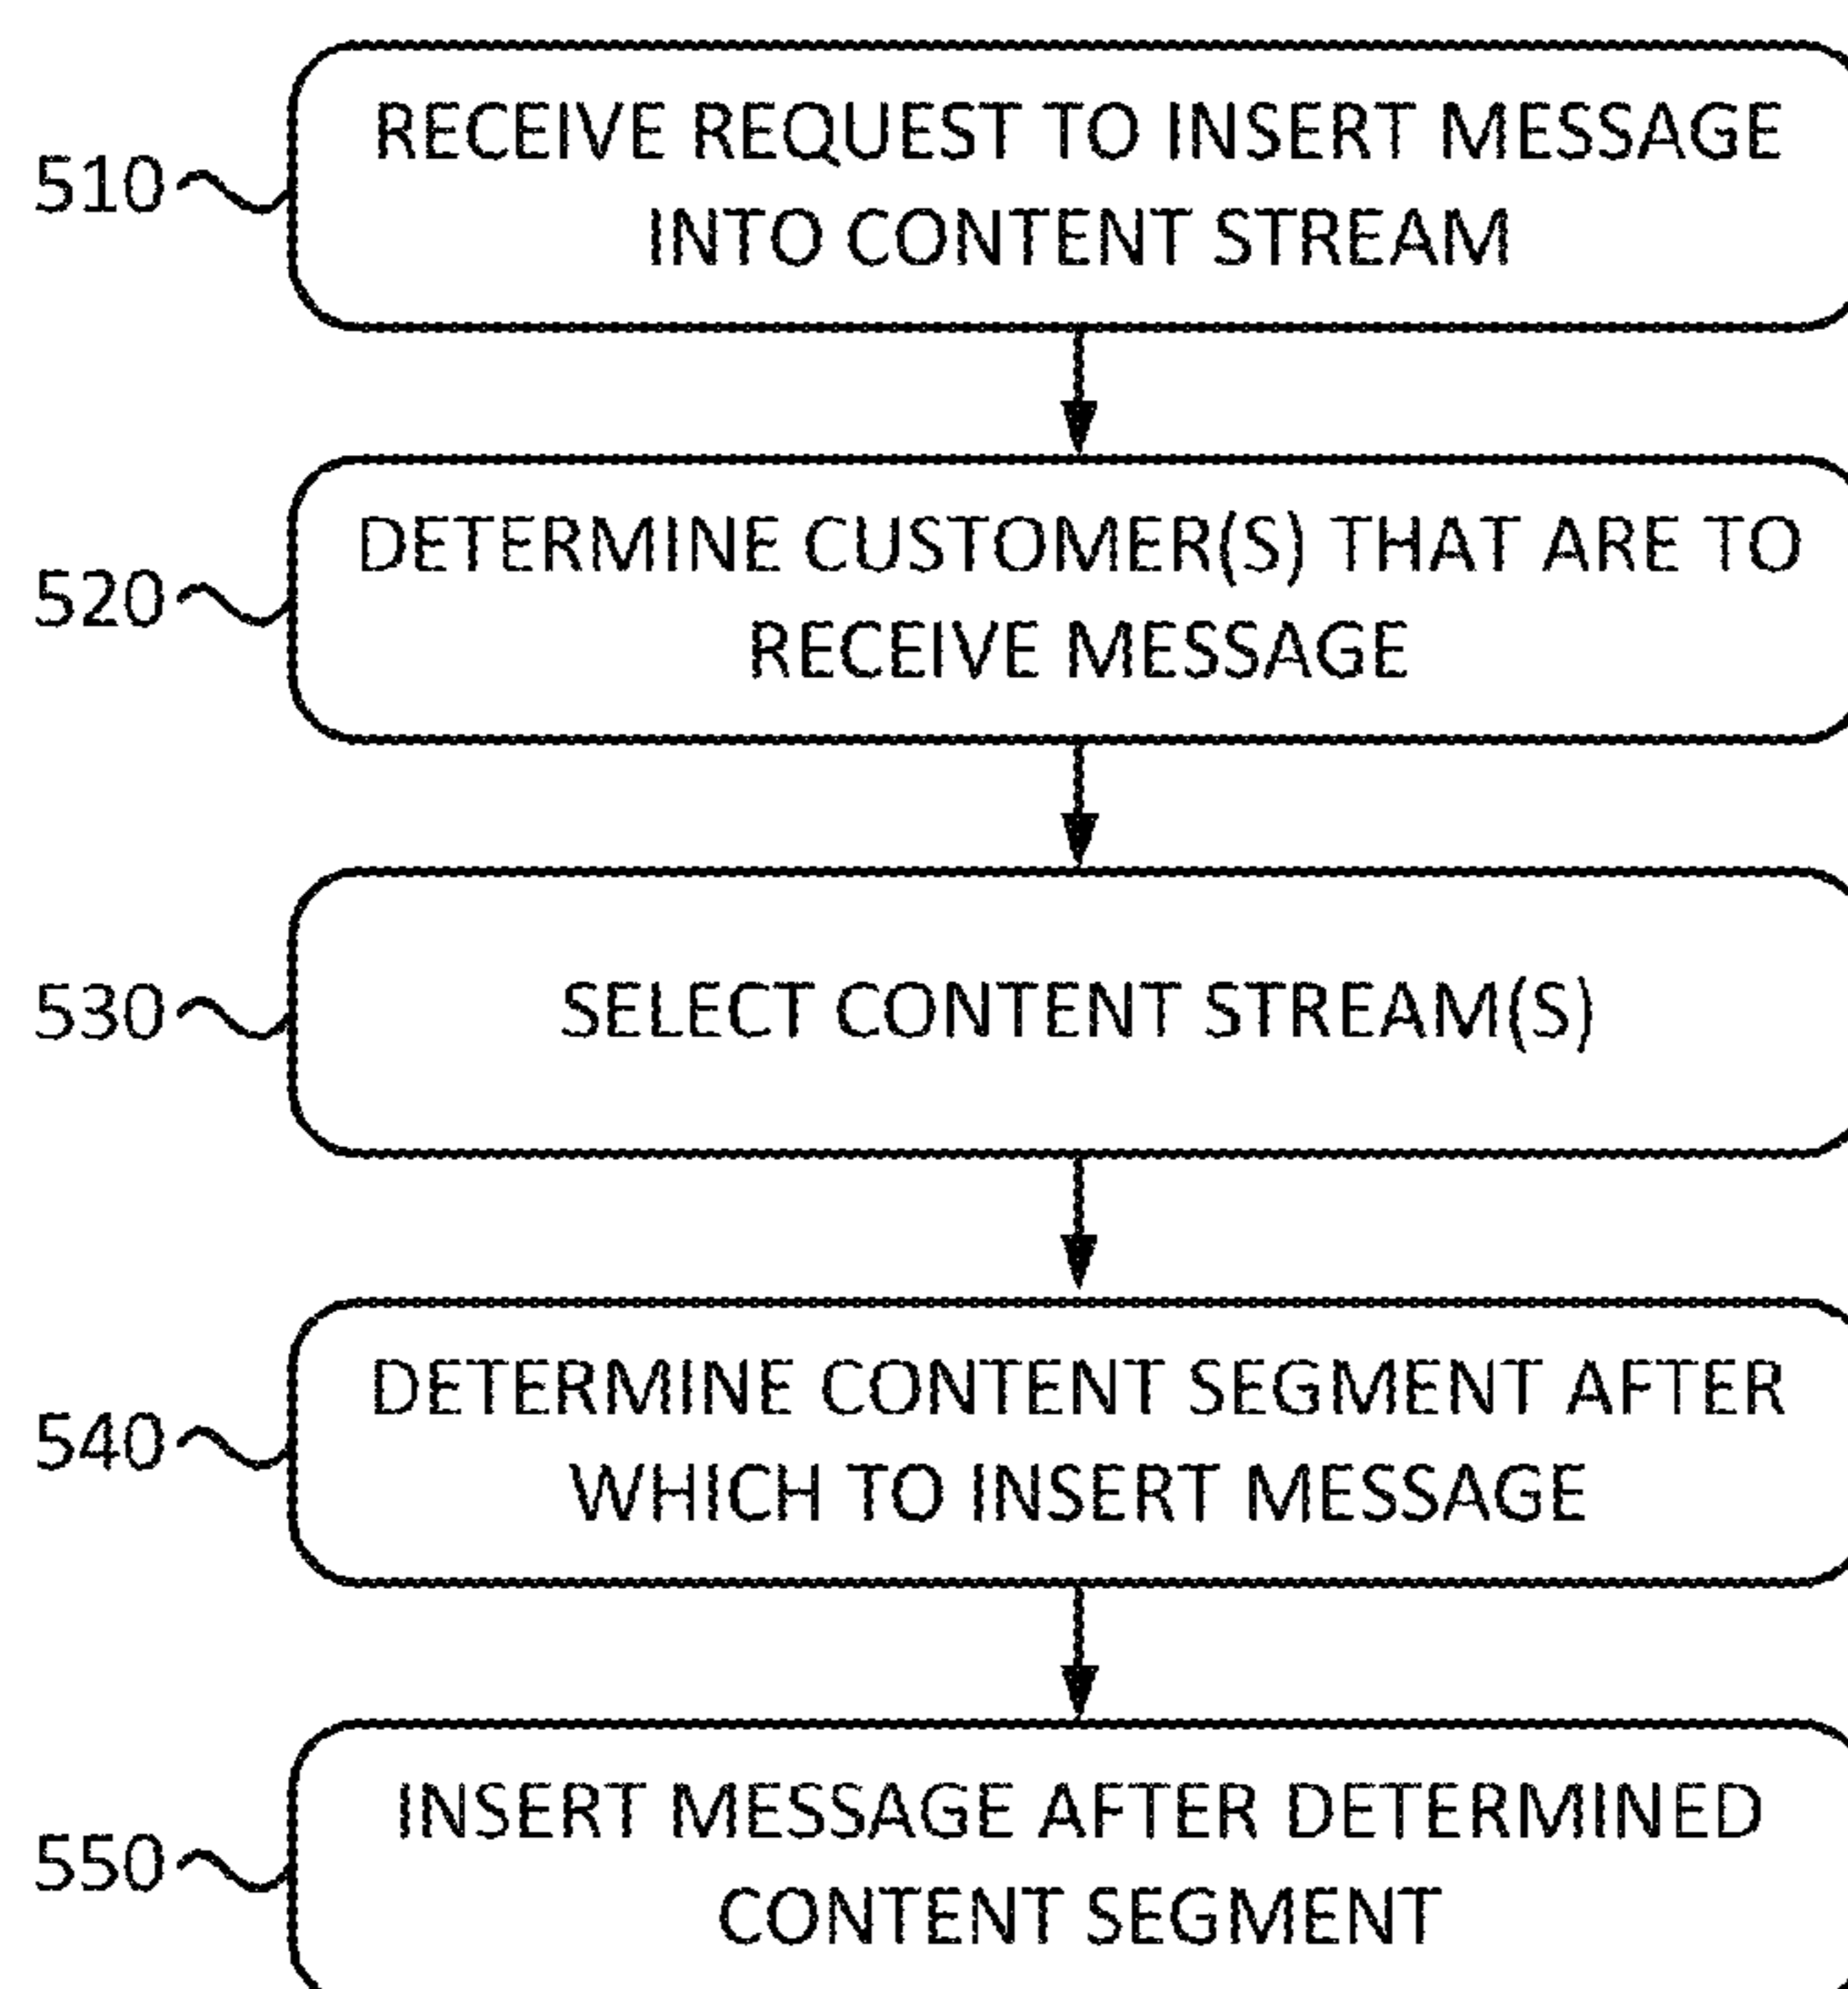 510
RECEIVE REQUEST TO INSERT MESSAGE
INTO CONTENT STREAM
520
DETERMINE CUSTOMER(S) THAT ARE TO
RECEIVE MESSAGE
530
SELECT CONTENT STREAM(S)
540
DETERMINE CONTENT SEGMENT AFTER
WHICH TO INSERT MESSAGE
550
INSERT MESSAGE AFTER DETERMINED
CONTENT SEGMENT